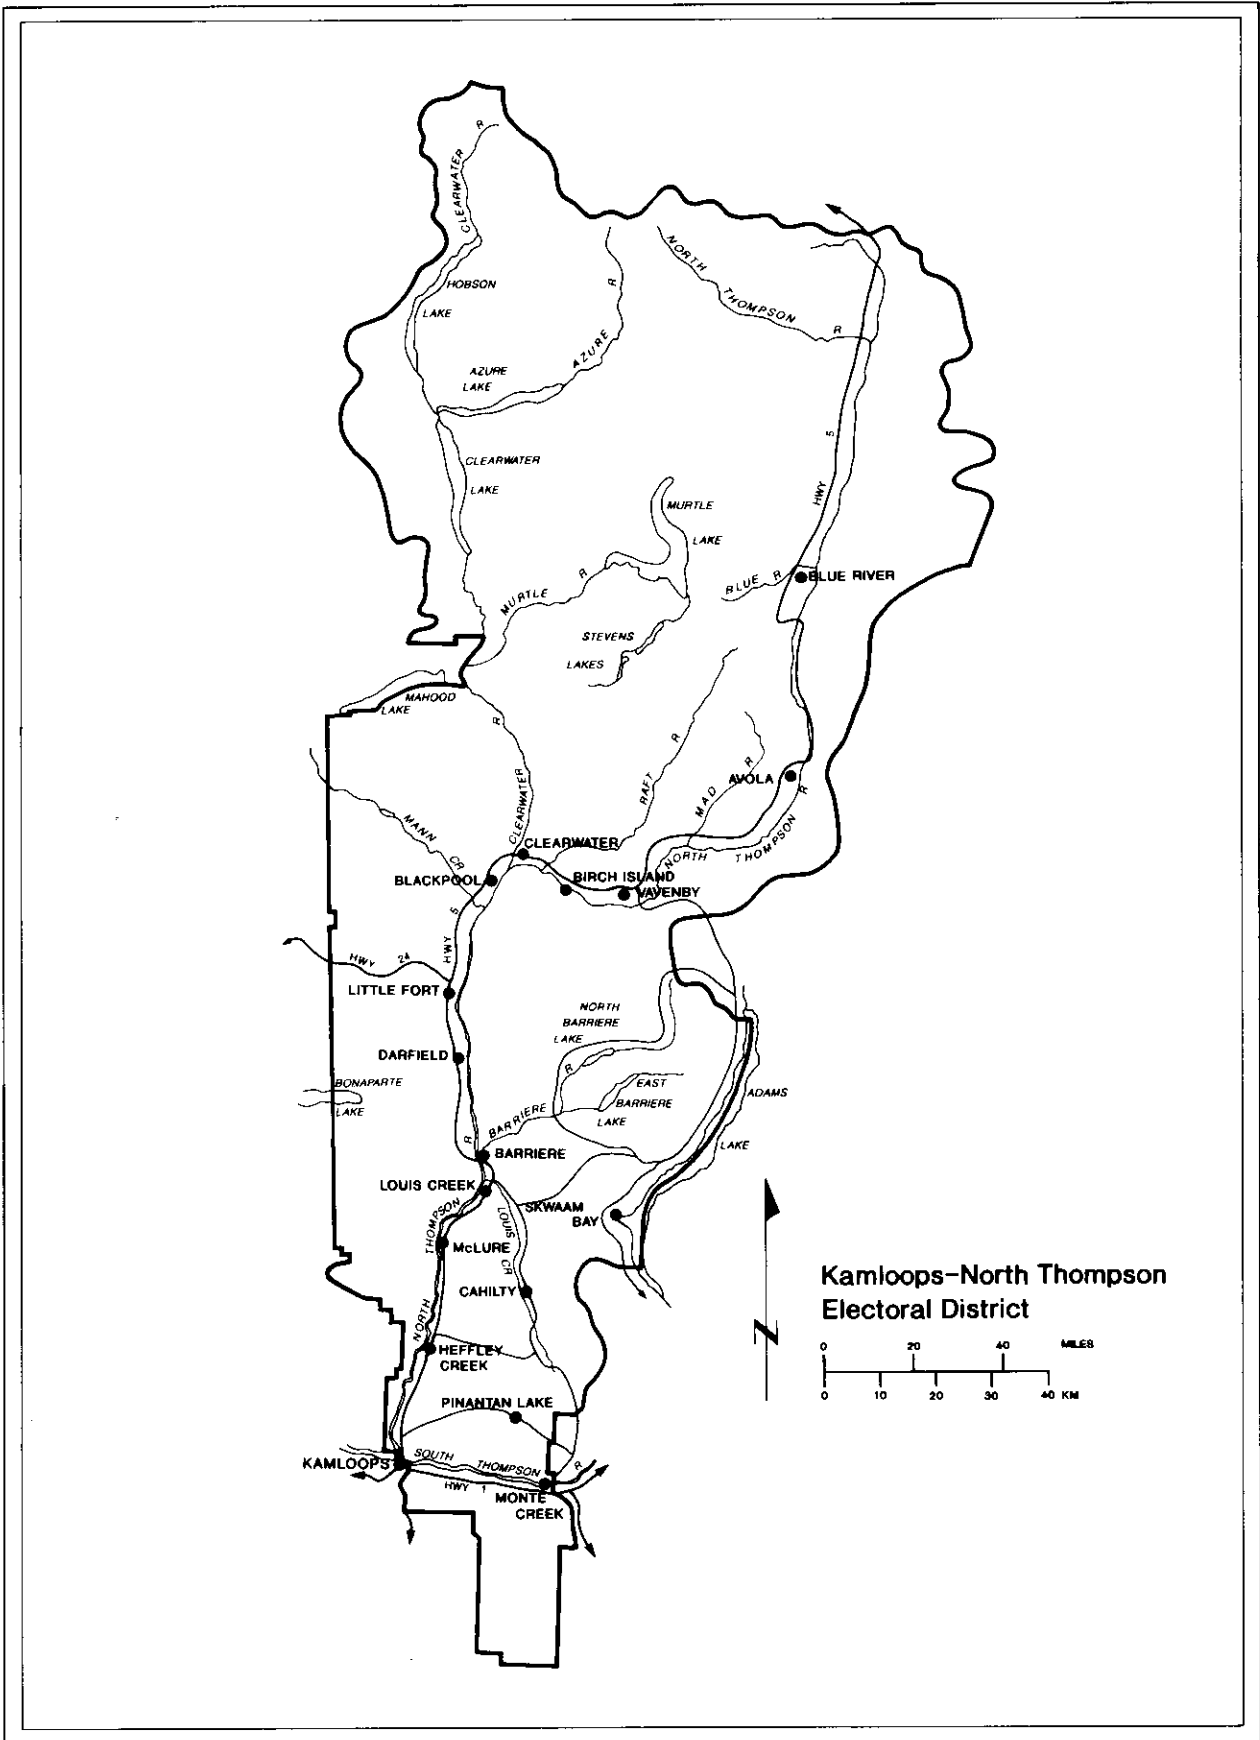 CLEARWATER R
HOBSON
LAKE
NORTH THOMPSON R
AZURE R
AZURE
LAKE
CLEARWATER
LAKE
HWY 5
MURTLE
LAKE
MURTLE R
BLUE R
BLUE RIVER
STEVENS
LAKES
MAHOOD
LAKE
CLEARWATER R
RAFT R
MAD R
AVOLA
NORTH THOMPSON R
MANN CR
CLEARWATER
BLACKPOOL
BIRCH ISLAND
VAVENBY
HWY 5
HWY 24
LITTLE FORT
NORTH
BARRIERE
LAKE
DARFIELD
BONAPARTE
LAKE
EAST
BARRIERE
LAKE
BARRIERE R
ADAMS
LAKE
BARRIERE
LOUIS CREEK
SKWAAM
BAY
LOUIS CR
NORTH THOMPSON R
McLURE
CAHILTY
HEFFLEY
CREEK
PINANTAN LAKE
KAMLOOPS
SOUTH THOMPSON R
HWY 1
MONTE
CREEK
N
Kamloops-North Thompson
Electoral District
0 20 40 MILES
0 10 20 30 40 KM